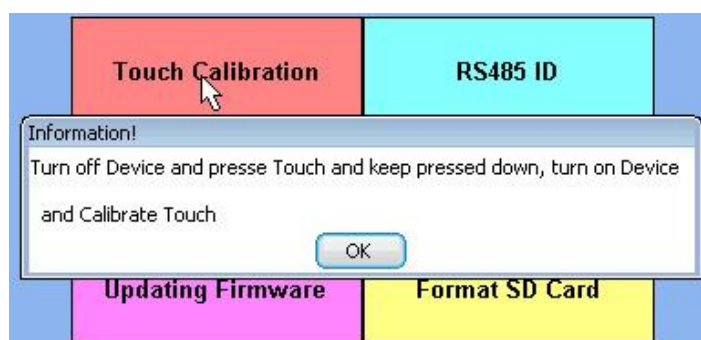 Touch Calibration
RS485 ID
Information!
Turn off Device and presse Touch and keep pressed down, turn on Device
and Calibrate Touch
OK
Updating Firmware
Format SD Card